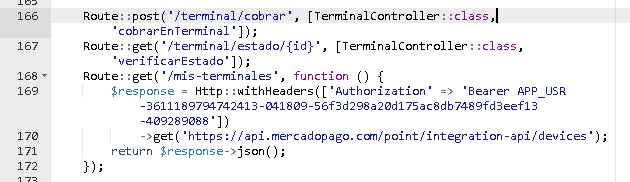 165
166 Route::post('/terminal/cobrar', [TerminalController::class,
'cobrarEnTerminal']);
167 Route::get('/terminal/estado/{id}', [TerminalController::class,
'verificarEstado']);
168 Route::get('/mis-terminales', function () {
169 $response = Http::withHeaders(['Authorization' => 'Bearer APP_USR
-3611189794742413-041809-56f3d298a20d175ac8db7489fd3eef13
-409289088'])
170 ->get('https://api.mercadopago.com/point/integration-api/devices');
171 return $response->json();
172 });